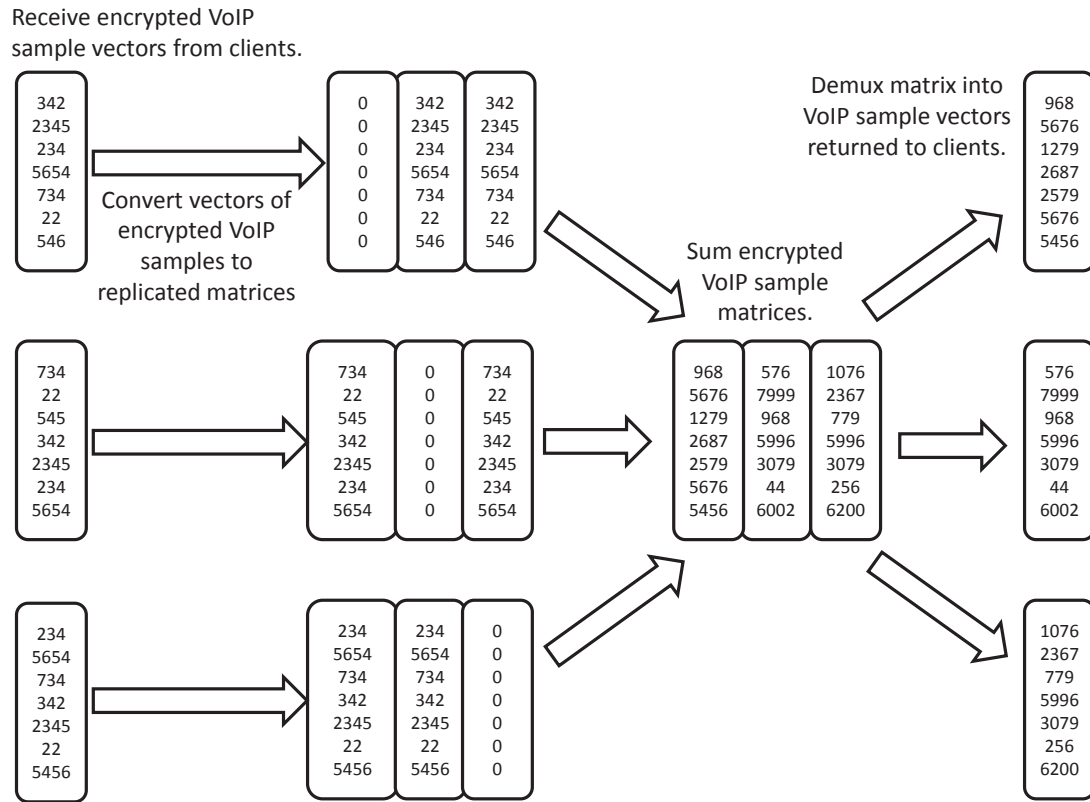 Receive encrypted VoIP
sample vectors from clients.
342
2345
234
5654
734
22
546
Convert vectors of
encrypted VoIP
samples to
replicated matrices
0 342 342
0 2345 2345
0 234 234
0 5654 5654
0 734 734
0 22 22
0 546 546
Demux matrix into
VoIP sample vectors
returned to clients.
968
5676
1279
2687
2579
5676
5456
Sum encrypted
VoIP sample
matrices.
734
22
545
342
2345
234
5654
734 0 734
22 0 22
545 0 545
342 0 342
2345 0 2345
234 0 234
5654 0 5654
968 576 1076
5676 7999 2367
1279 968 779
2687 5996 5996
2579 3079 3079
5676 44 256
5456 6002 6200
576
7999
968
5996
3079
44
6002
234
5654
734
342
2345
22
5456
234 234 0
5654 5654 0
734 734 0
342 342 0
2345 2345 0
22 22 0
5456 5456 0
1076
2367
779
5996
3079
256
6200